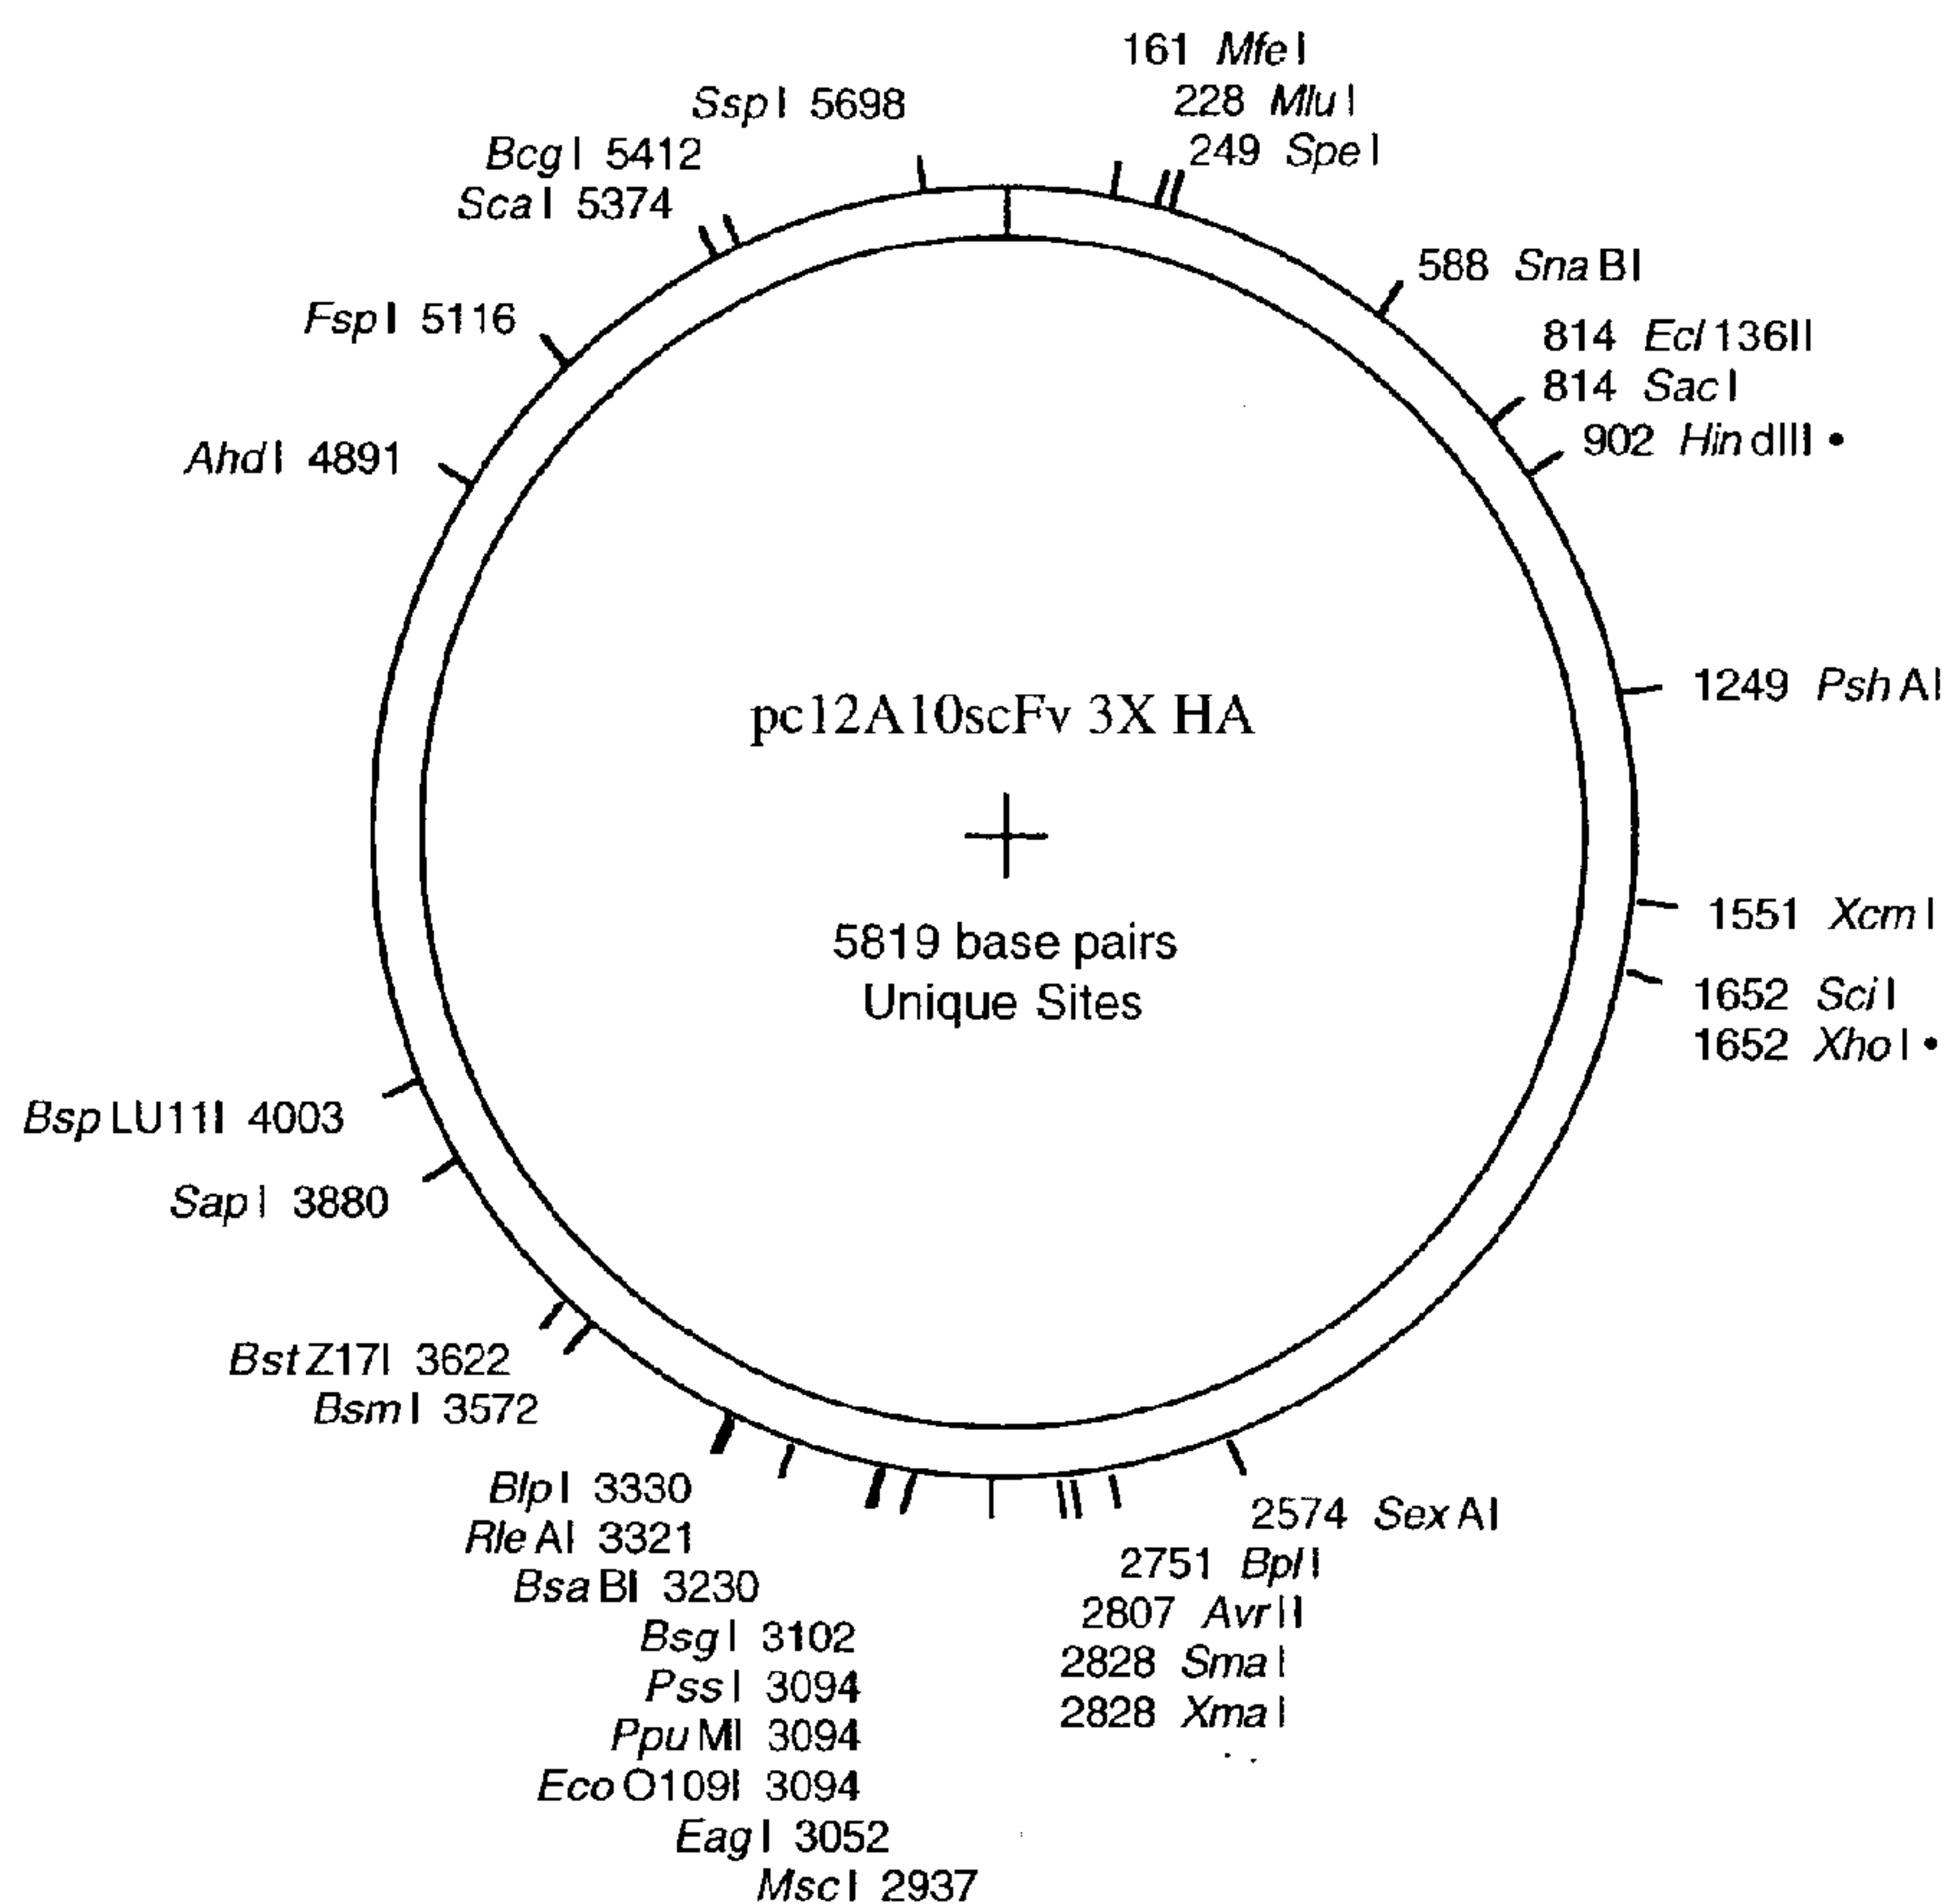 161 MfeI
228 MluI
249 SpeI
588 SnaBI
814 Ecl136II
814 SacI
902 HindIII •
1249 PshAI
1551 XcmI
1652 SciI
1652 XhoI •
2574 SexAI
2751 BplI
2807 AvrII
2828 SmaI
2828 XmaI
MscI 2937
EagI 3052
EcoO109I 3094
PpuMI 3094
PssI 3094
BsgI 3102
BsaBI 3230
RleAI 3321
BlpI 3330
BsmI 3572
BstZ17I 3622
SapI 3880
BspLU11I 4003
AhdI 4891
FspI 5116
ScaI 5374
BcgI 5412
SspI 5698
pc12A10scFv 3X HA
5819 base pairs
Unique Sites